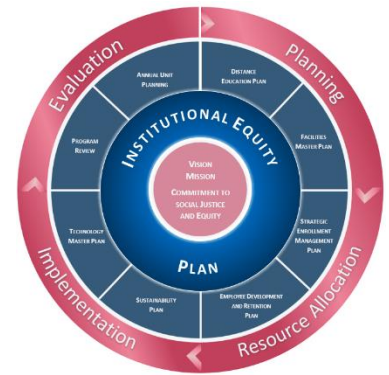 Evaluation
Planning
Resource Allocation
Implementation
ANNUAL UNIT
PLANNING
DISTANCE
EDUCATION PLAN
FACILITIES
MASTER PLAN
STRATEGIC
ENROLLMENT
MANAGEMENT
PLAN
EMPLOYEE DEVELOPMENT
AND RETENTION
PLAN
SUSTAINABILITY
PLAN
TECHNOLOGY
MASTER PLAN
PROGRAM
REVIEW
INSTITUTIONAL EQUITY
PLAN
VISION
MISSION
COMMITMENT TO
SOCIAL JUSTICE
AND EQUITY